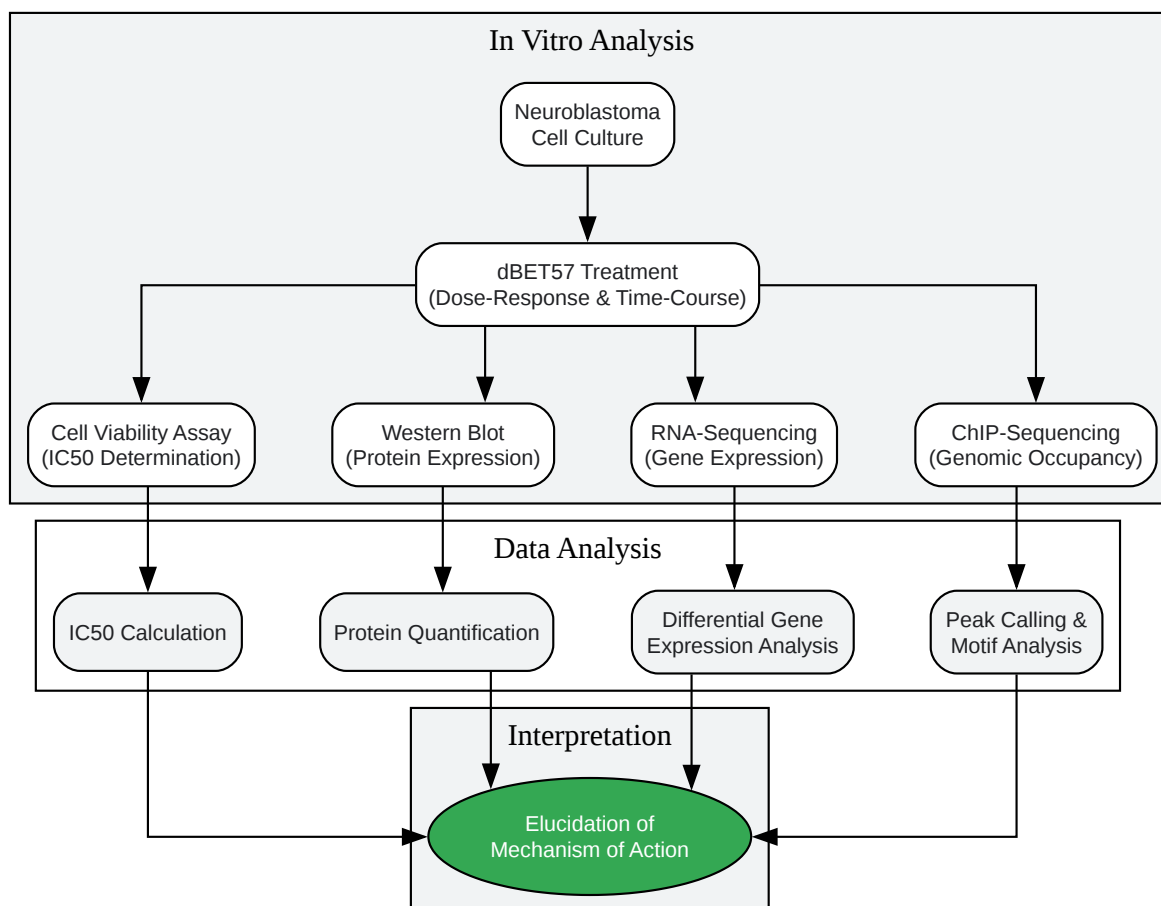 In Vitro Analysis
Neuroblastoma
Cell Culture
dBET57 Treatment
(Dose-Response & Time-Course)
Cell Viability Assay
(IC50 Determination)
Western Blot
(Protein Expression)
RNA-Sequencing
(Gene Expression)
ChIP-Sequencing
(Genomic Occupancy)
Data Analysis
IC50 Calculation
Protein Quantification
Differential Gene
Expression Analysis
Peak Calling &
Motif Analysis
Interpretation
Elucidation of
Mechanism of Action